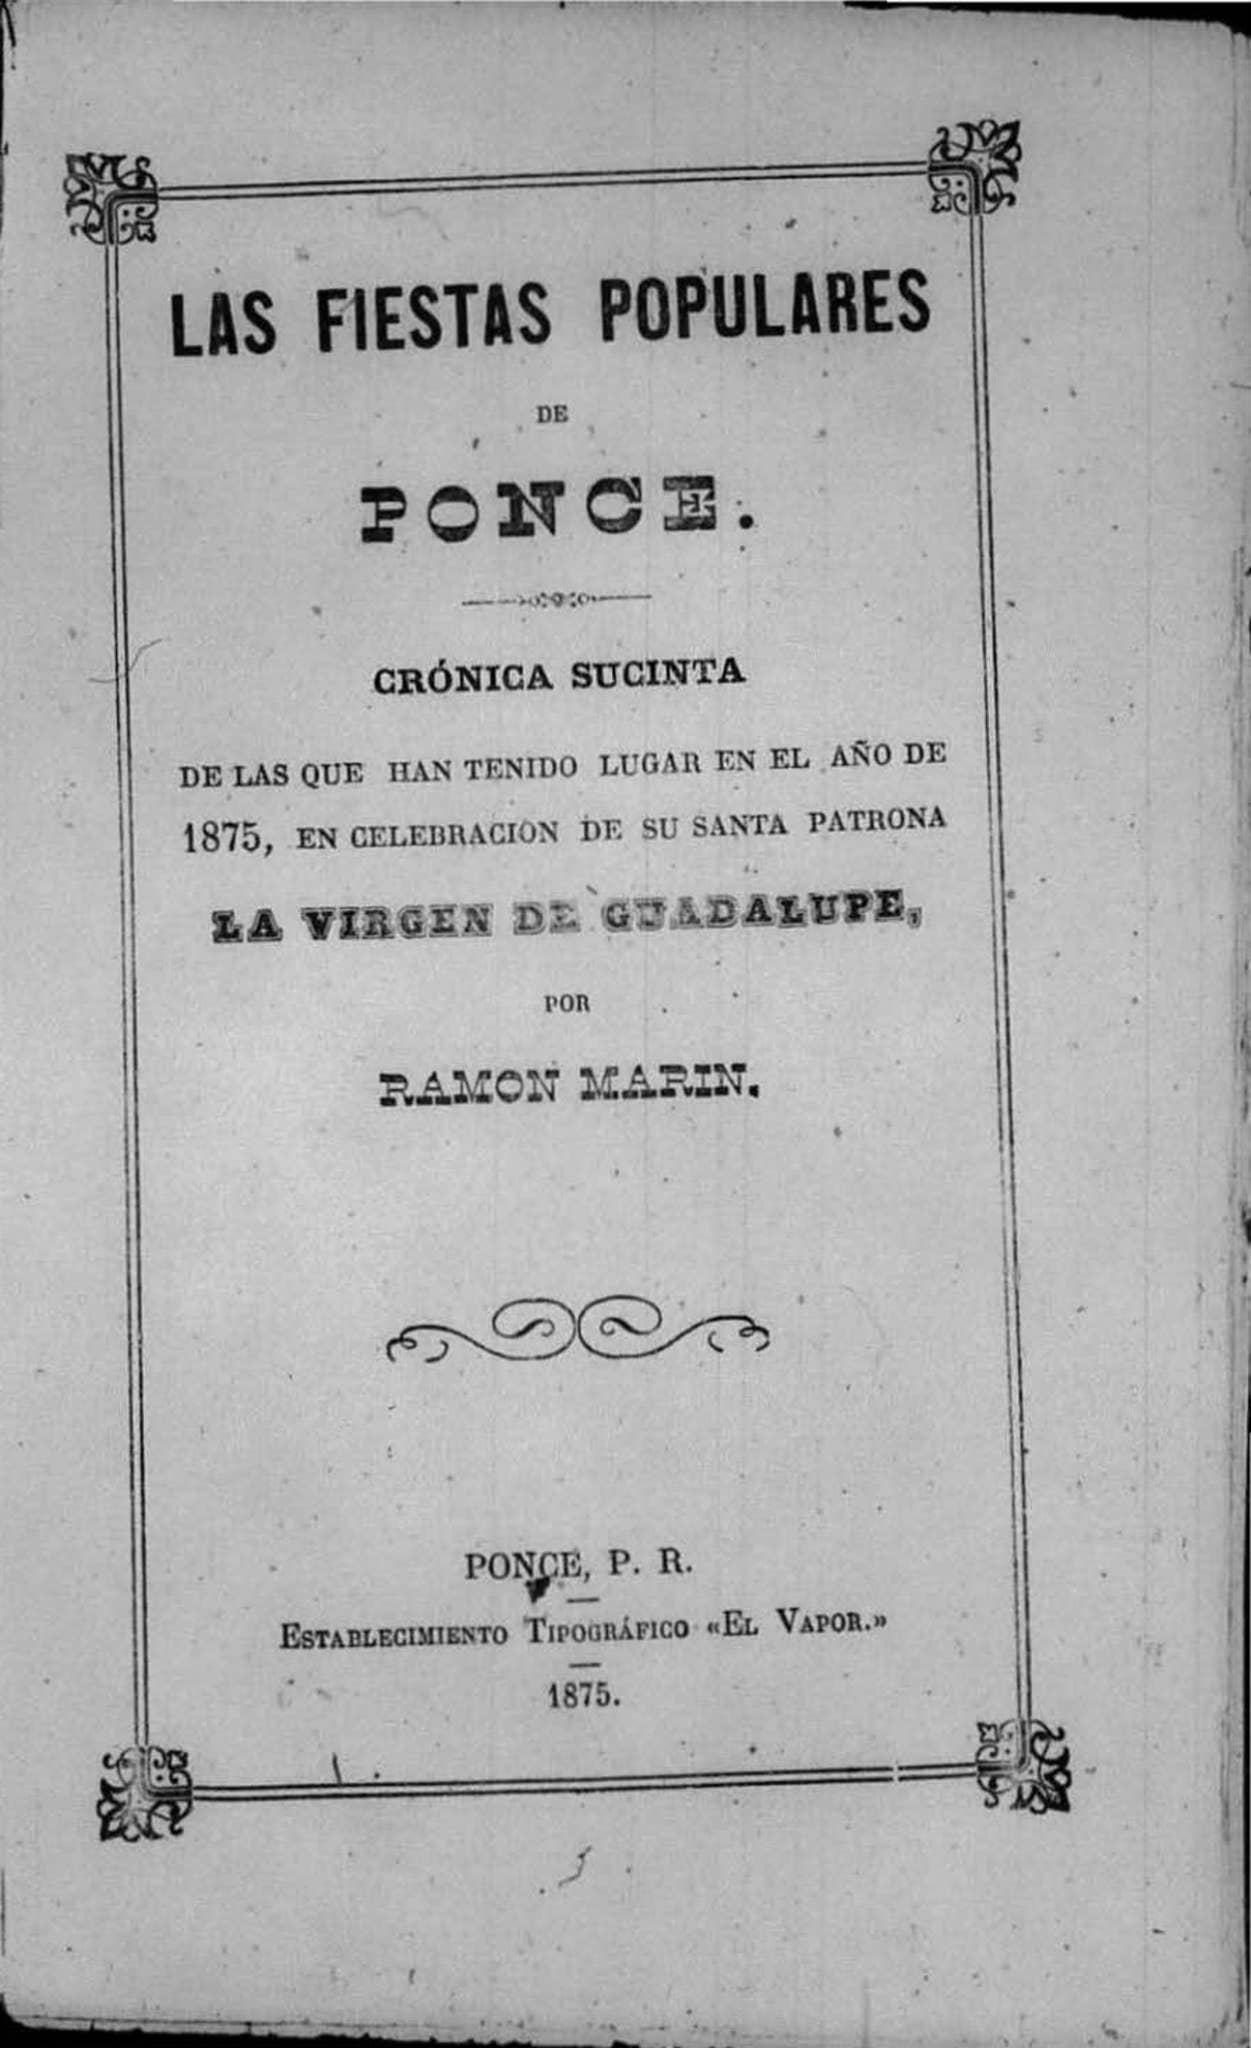 LAS FIESTAS POPULARES
DE
PONCE.
CRÓNICA SUCINTA
DE LAS QUE HAN TENIDO LUGAR EN EL AÑO DE
1875, EN CELEBRACION DE SU SANTA PATRONA
LA VIRGEN DE GUADALUPE,
POR
RAMON MARIN.
PONCE, P. R.
ESTABLECIMIENTO TIPOGRÁFICO «EL VAPOR.»
1875.